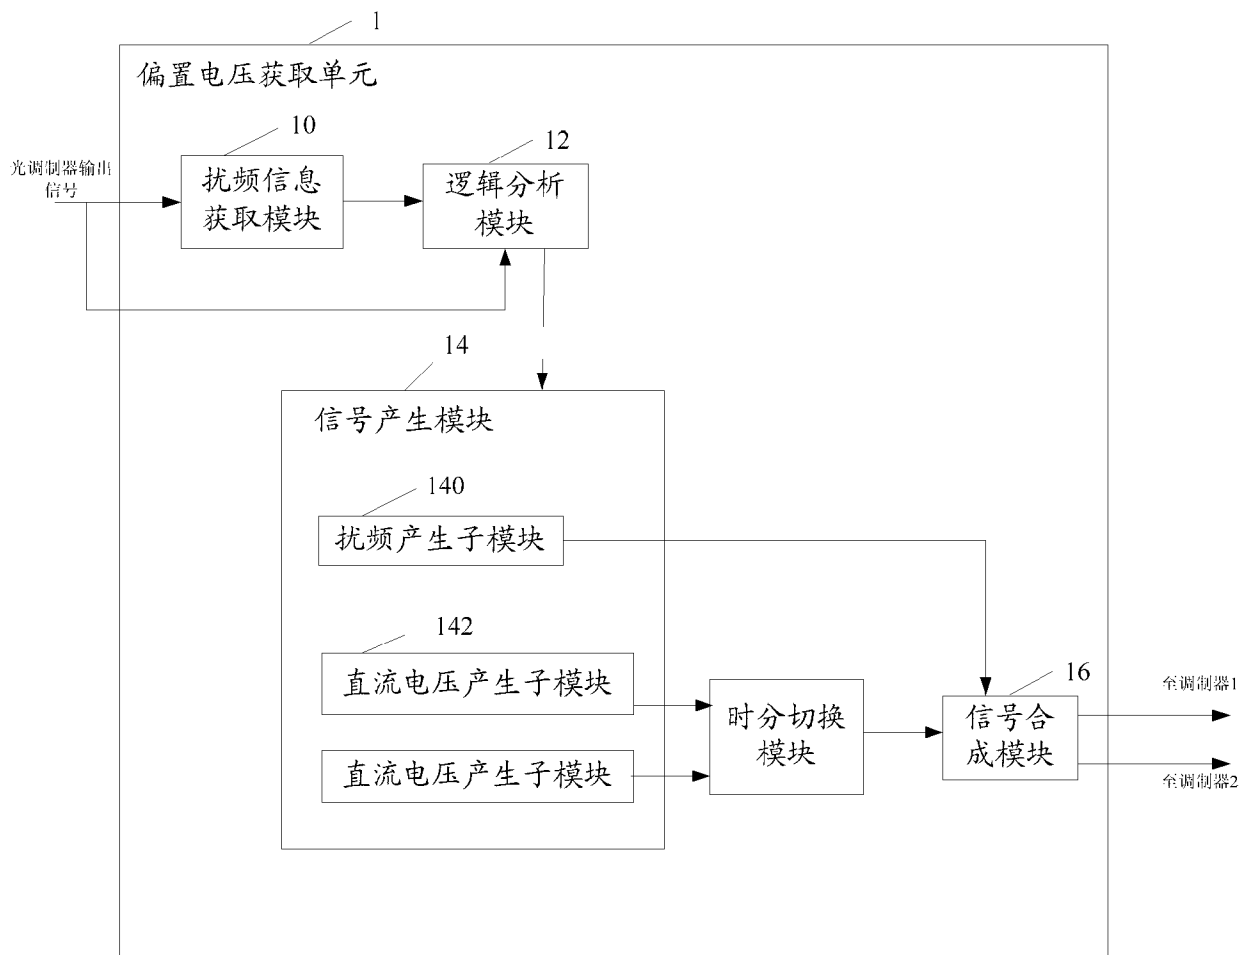 1
偏置电压获取单元
10
12
光调制器输出
信号
扰频信息
获取模块
逻辑分析
模块
14
信号产生模块
140
扰频产生子模块
142
直流电压产生子模块
直流电压产生子模块
时分切换
模块
16
信号合
成模块
至调制器1
至调制器2